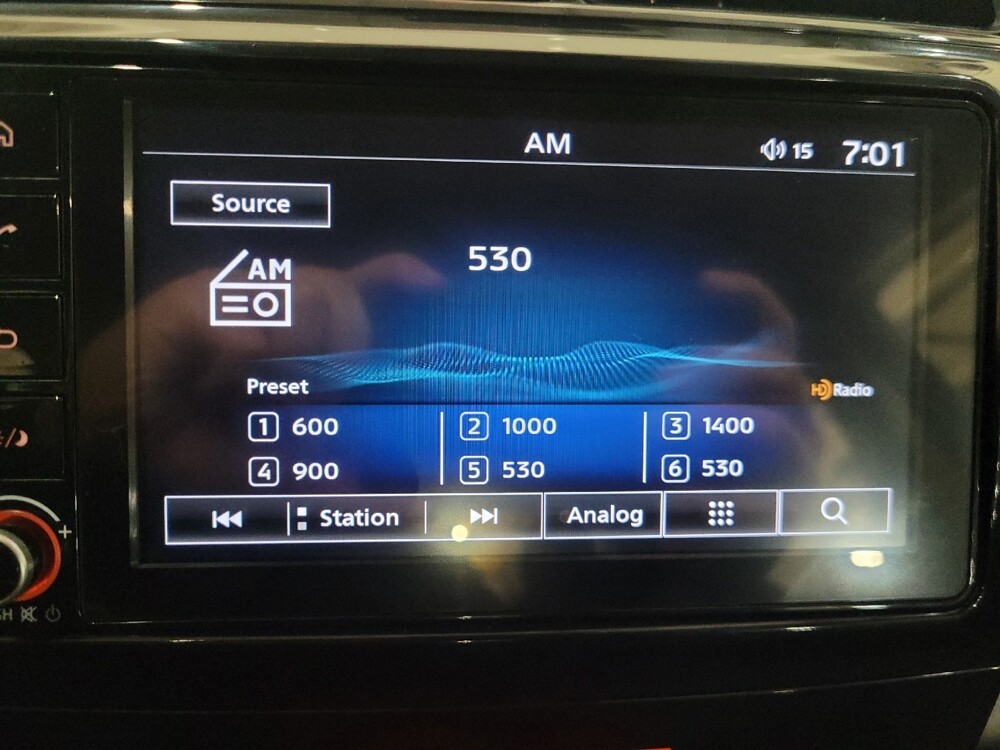 AM 15 7:01
Source
530
AM
Preset
HD Radio
1 600 2 1000 3 1400
4 900 5 530 6 530
Station Analog
+